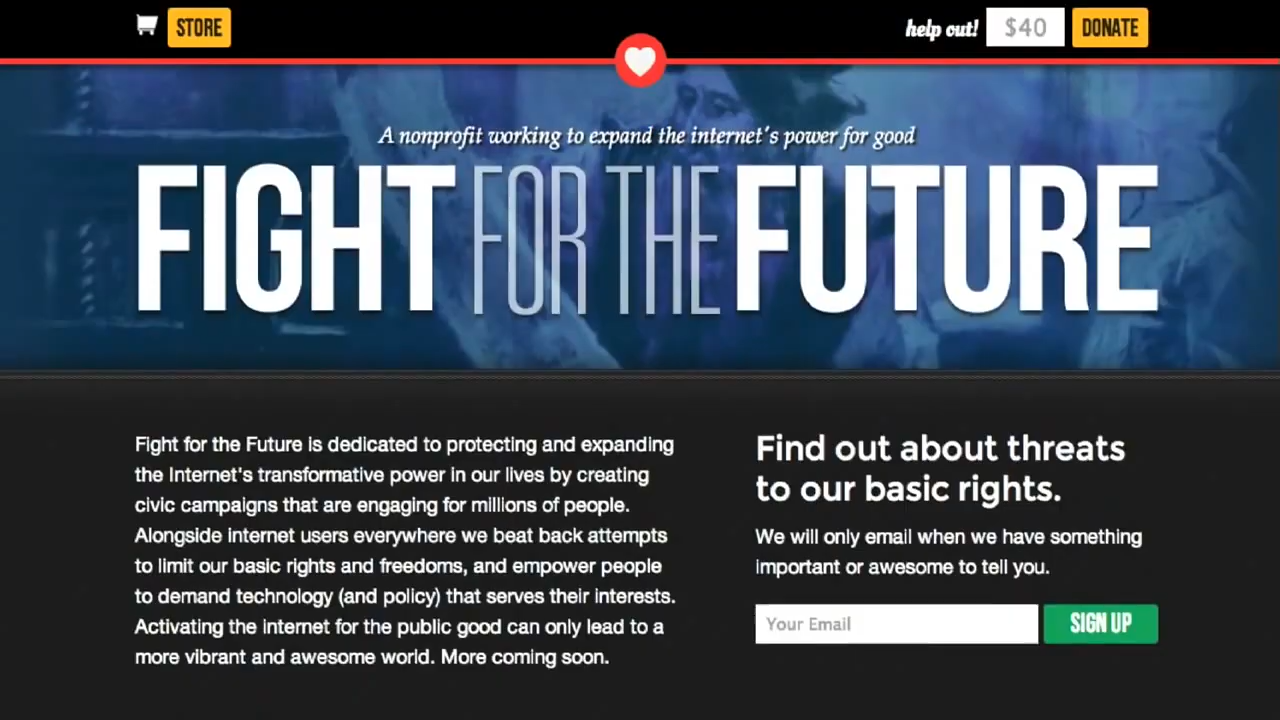 STORE
help out! $40 DONATE
A nonprofit working to expand the internet's power for good
FIGHT FOR THE FUTURE
Fight for the Future is dedicated to protecting and expanding
the Internet's transformative power in our lives by creating
civic campaigns that are engaging for millions of people.
Alongside internet users everywhere we beat back attempts
to limit our basic rights and freedoms, and empower people
to demand technology (and policy) that serves their interests.
Activating the internet for the public good can only lead to a
more vibrant and awesome world. More coming soon.
Find out about threats
to our basic rights.
We will only email when we have something
important or awesome to tell you.
Your Email SIGN UP